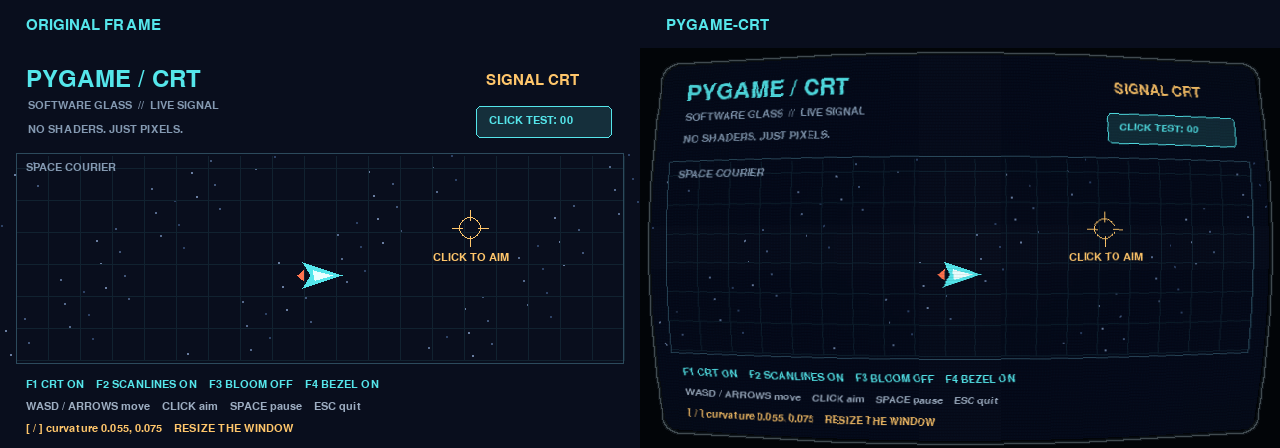 ORIGINAL FRAME
PYGAME / CRT
SIGNAL CRT
SOFTWARE GLASS // LIVE SIGNAL
CLICK TEST: 00
NO SHADERS. JUST PIXELS.
SPACE COURIER
CLICK TO AIM
F1 CRT ON F2 SCANLINES ON F3 BLOOM OFF F4 BEZEL ON
WASD / ARROWS move CLICK aim SPACE pause ESC quit
[ / ] curvature 0.055, 0.075 RESIZE THE WINDOW
PYGAME-CRT
PYGAME / CRT
SIGNAL CRT
SOFTWARE GLASS // LIVE SIGNAL
CLICK TEST: 00
NO SHADERS. JUST PIXELS.
SPACE COURIER
CLICK TO AIM
F1 CRT ON F2 SCANLINES ON F3 BLOOM OFF F4 BEZEL ON
WASD / ARROWS move CLICK aim SPACE pause ESC quit
[ / ] curvature 0.055, 0.075 RESIZE THE WINDOW